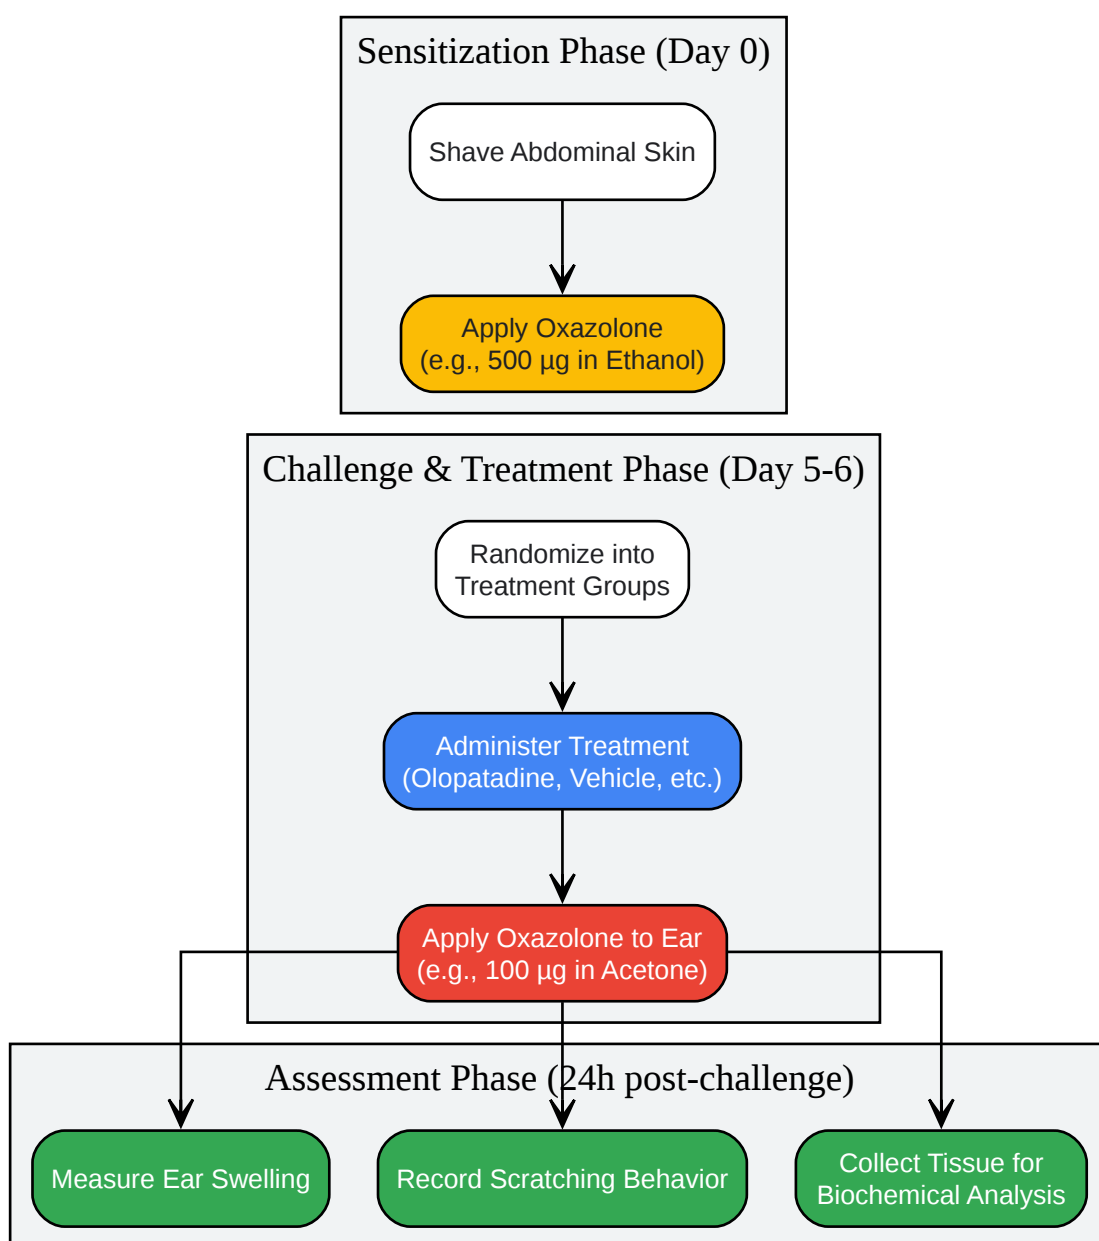 Sensitization Phase (Day 0)
Shave Abdominal Skin
Apply Oxazolone
(e.g., 500 µg in Ethanol)
Challenge & Treatment Phase (Day 5-6)
Randomize into
Treatment Groups
Administer Treatment
(Olopatadine, Vehicle, etc.)
Apply Oxazolone to Ear
(e.g., 100 µg in Acetone)
Assessment Phase (24h post-challenge)
Measure Ear Swelling
Record Scratching Behavior
Collect Tissue for
Biochemical Analysis